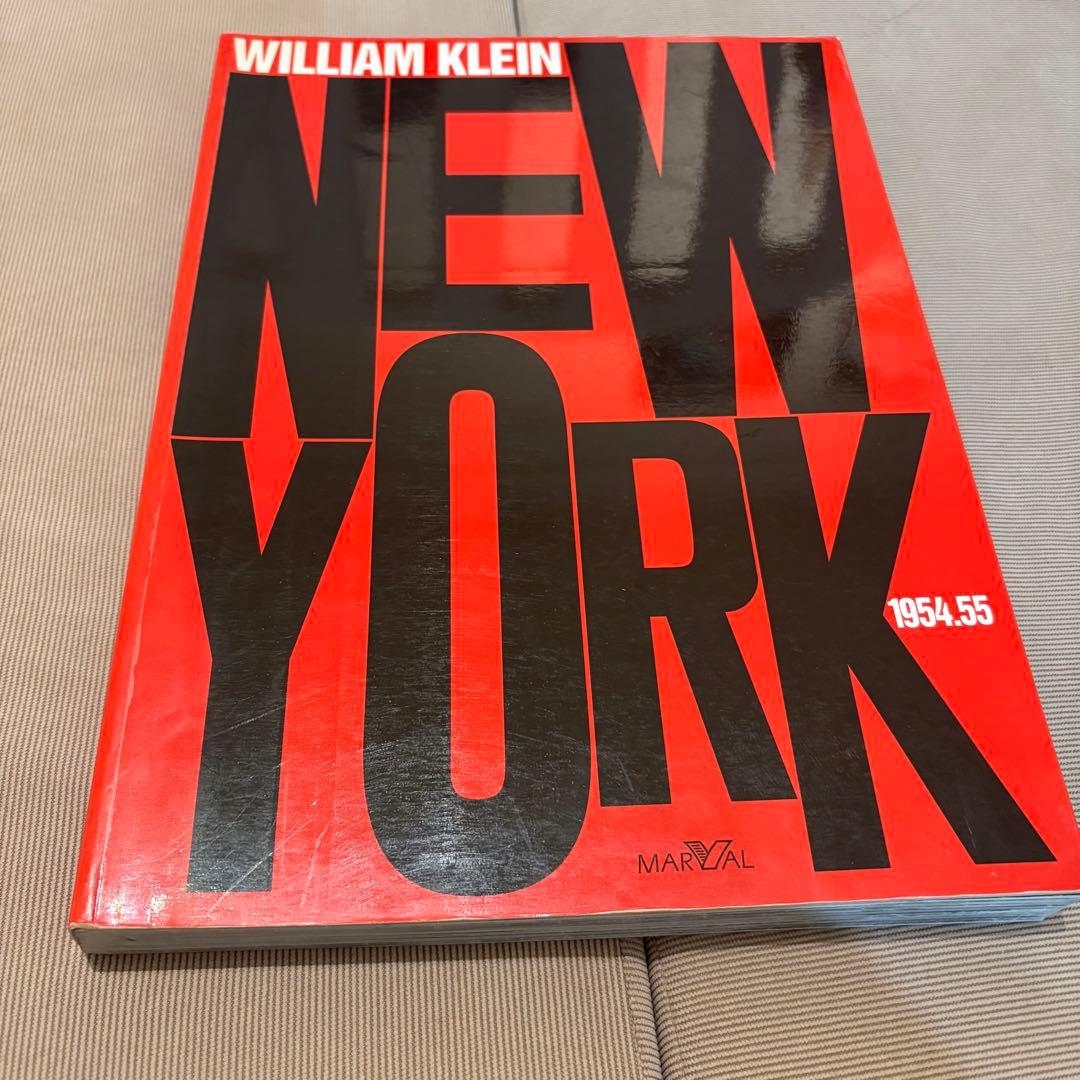 WILLIAM KLEIN
NEW
YORK
1954.55
MARVAL